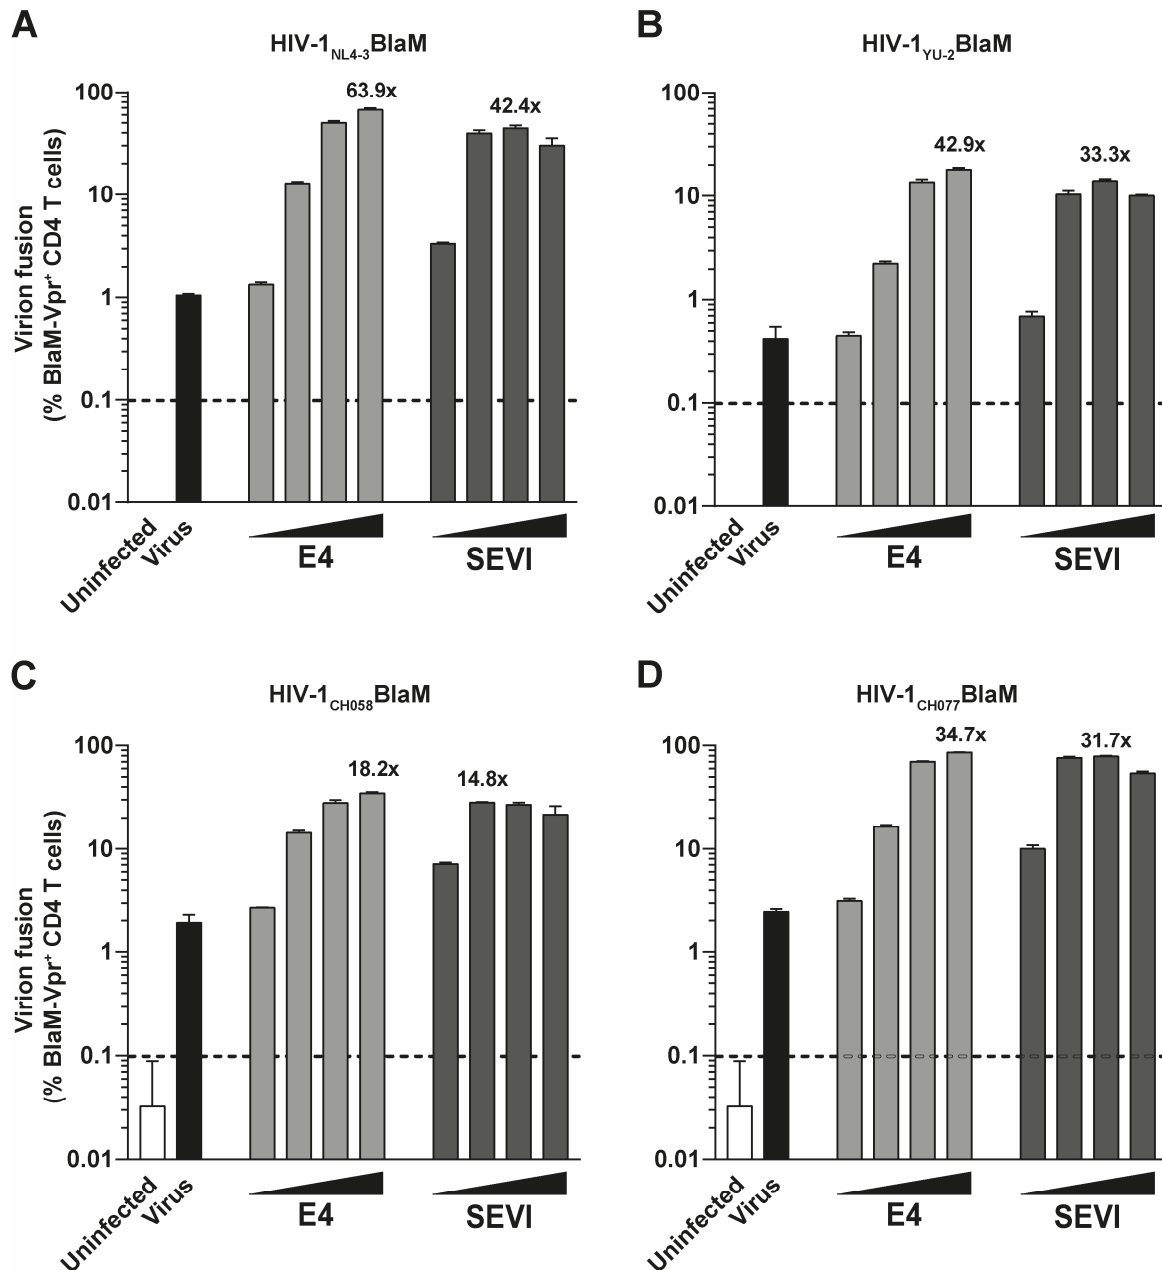 A
HIV-1NL4-3BlaM
Virion fusion
(% BlaM-Vpr+ CD4 T cells)
100
10
1
0.1
0.01
63.9x
42.4x
Uninfected
Virus
E4
SEVI
B
HIV-1YU-2BlaM
100
10
1
0.1
0.01
42.9x
33.3x
Uninfected
Virus
E4
SEVI
C
HIV-1CH058BlaM
Virion fusion
(% BlaM-Vpr+ CD4 T cells)
100
10
1
0.1
0.01
18.2x
14.8x
Uninfected
Virus
E4
SEVI
D
HIV-1CH077BlaM
100
10
1
0.1
0.01
34.7x
31.7x
Uninfected
Virus
E4
SEVI